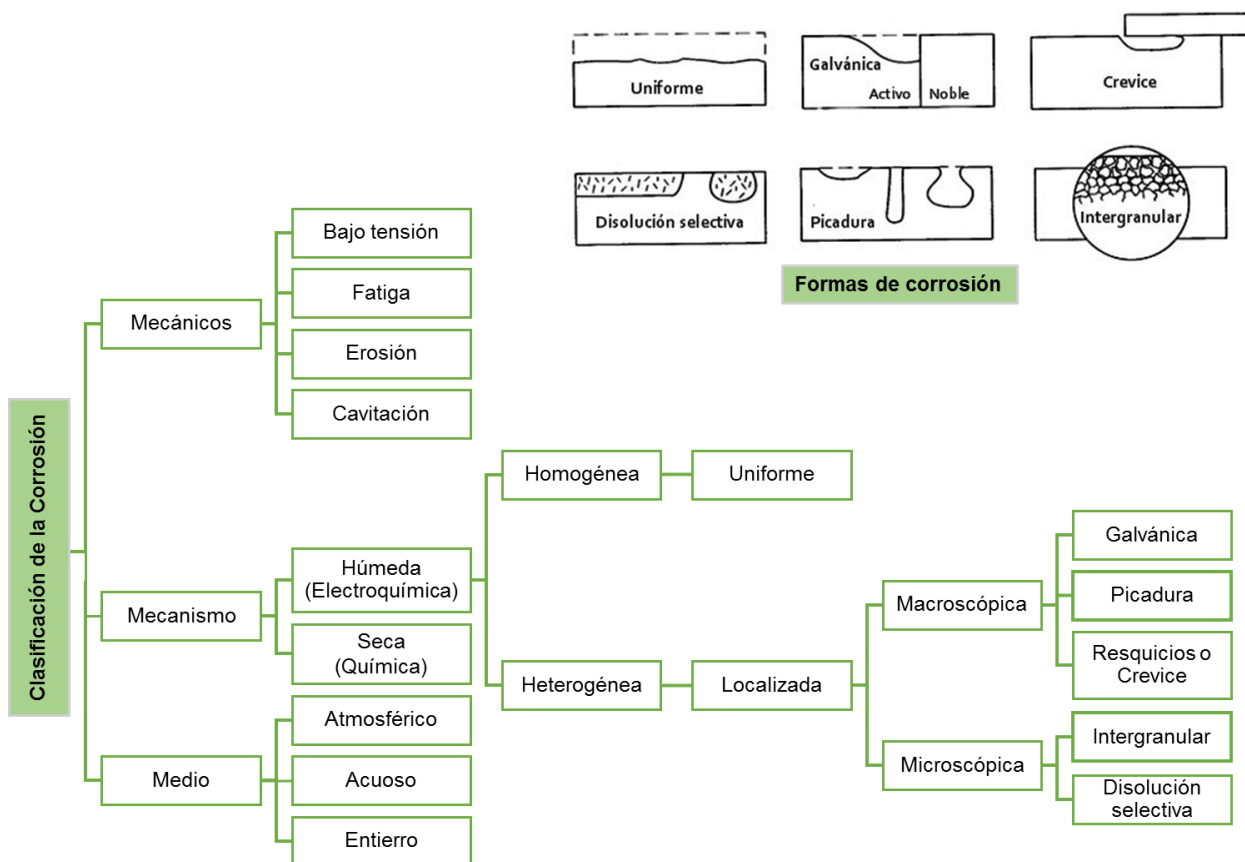 Uniforme
Galvánica
Activo
Noble
Crevice
Disolución selectiva
Picadura
Intergranular
Formas de corrosión
Clasificación de la Corrosión
Mecánicos
Bajo tensión
Fatiga
Erosión
Cavitación
Mecanismo
Húmeda
(Electroquímica)
Seca
(Química)
Homogénea
Uniforme
Heterogénea
Localizada
Macroscópica
Galvánica
Picadura
Resquicios o
Crevice
Microscópica
Intergranular
Disolución
selectiva
Medio
Atmosférico
Acuoso
Entierro